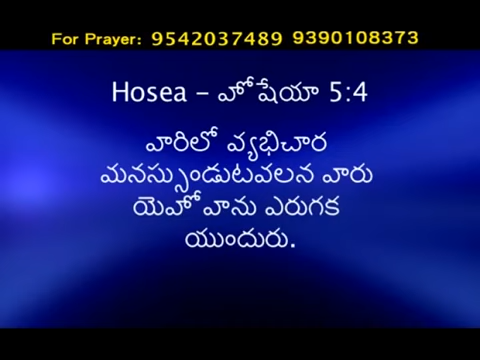 For Prayer: 9542037489 9390108373
Hosea – హోషేయా 5:4
వారిలో వ్యభిచార
మనస్సుండుటవలన వారు
యెహోవాను ఎరుగక
యుందురు.